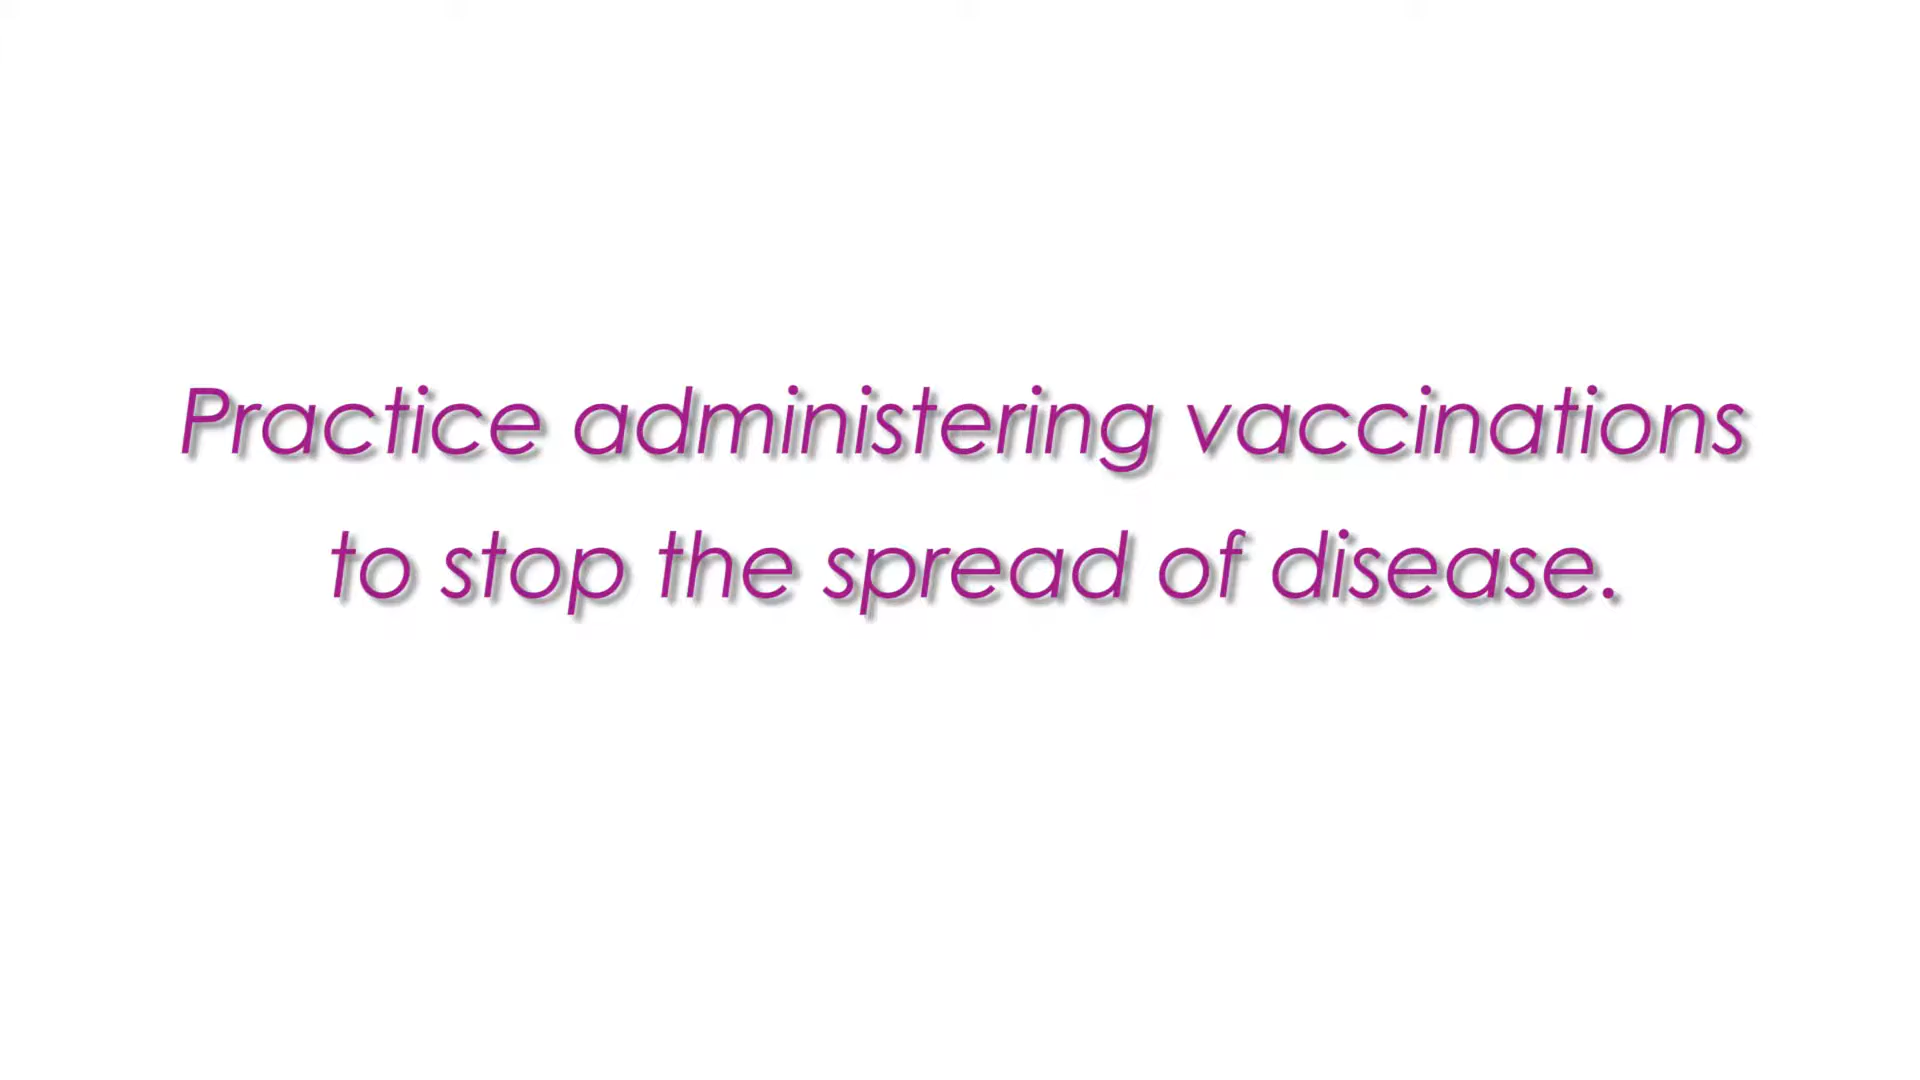 Practice administering vaccinations
to stop the spread of disease.